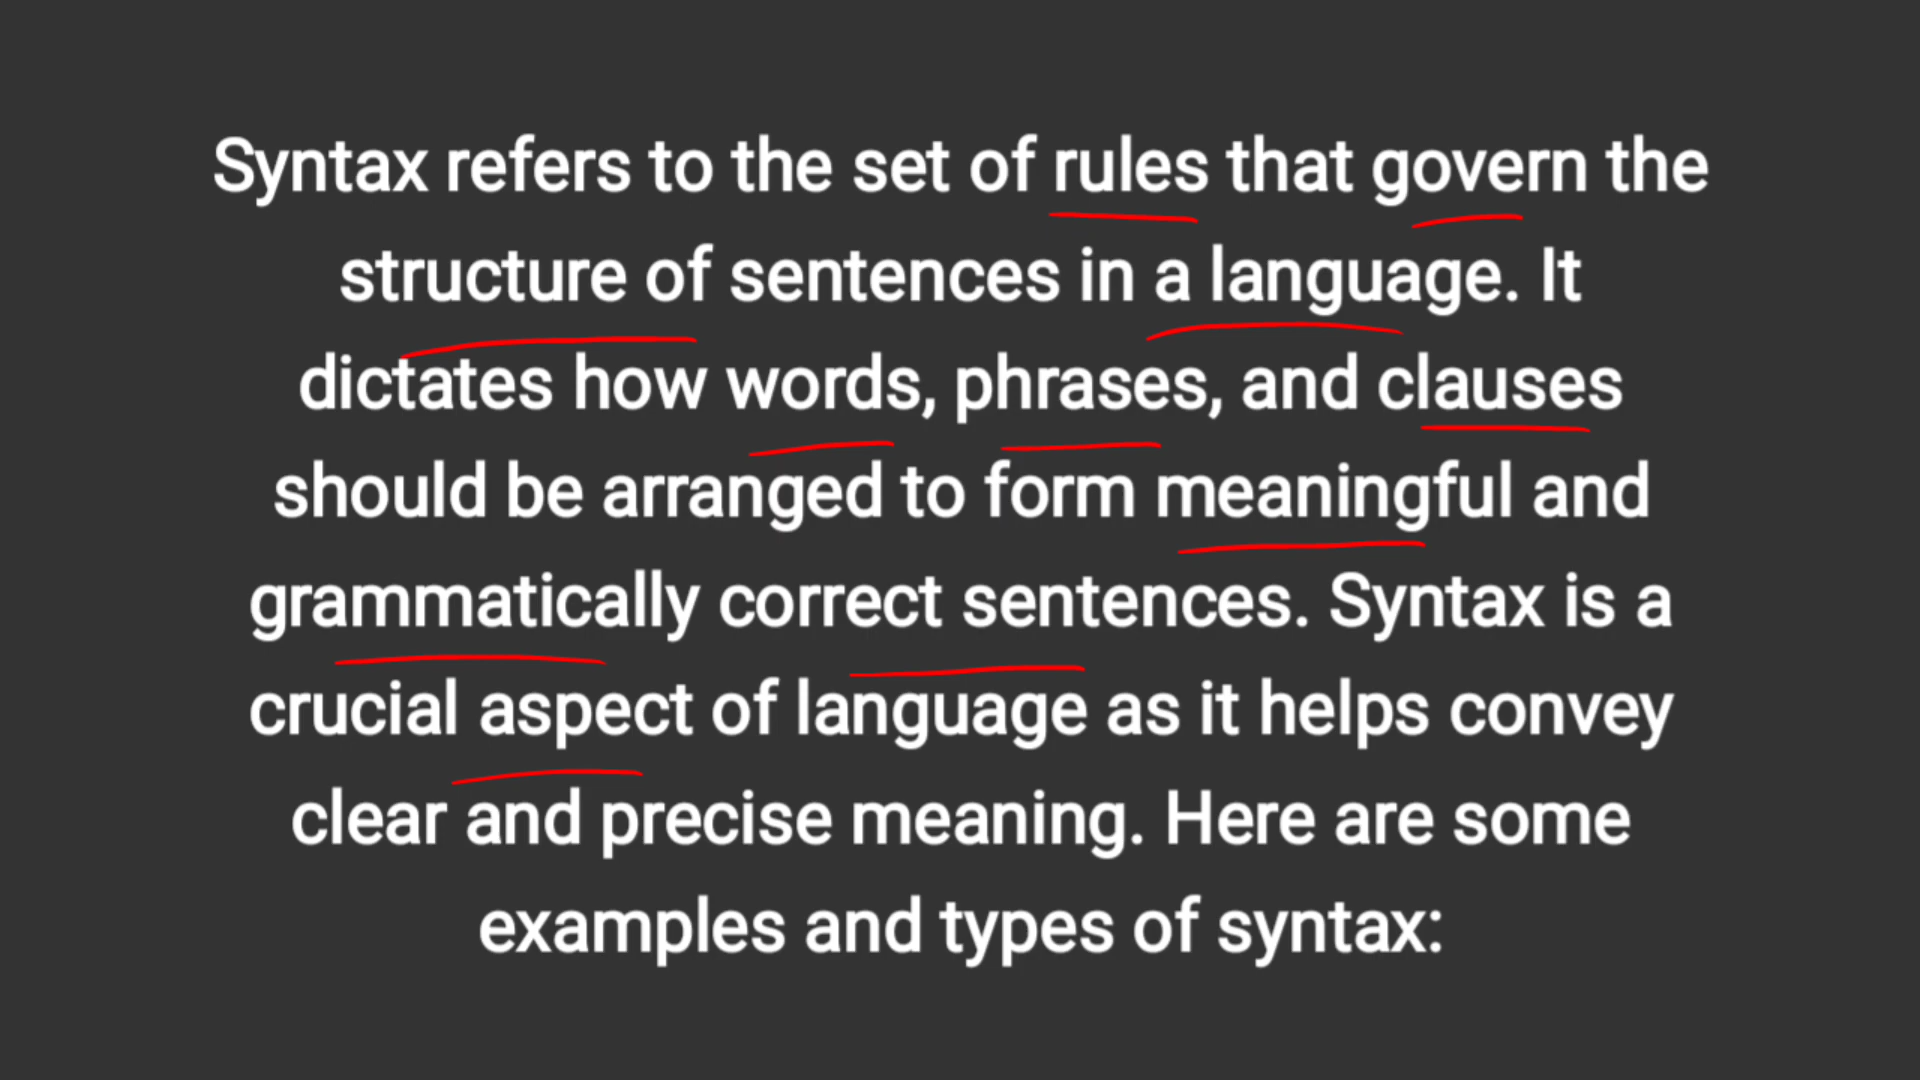 Syntax refers to the set of rules that govern the
structure of sentences in a language. It
dictates how words, phrases, and clauses
should be arranged to form meaningful and
grammatically correct sentences. Syntax is a
crucial aspect of language as it helps convey
clear and precise meaning. Here are some
examples and types of syntax: